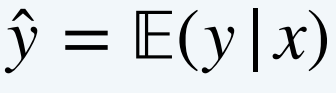 ŷ = 𝔼(y | x)